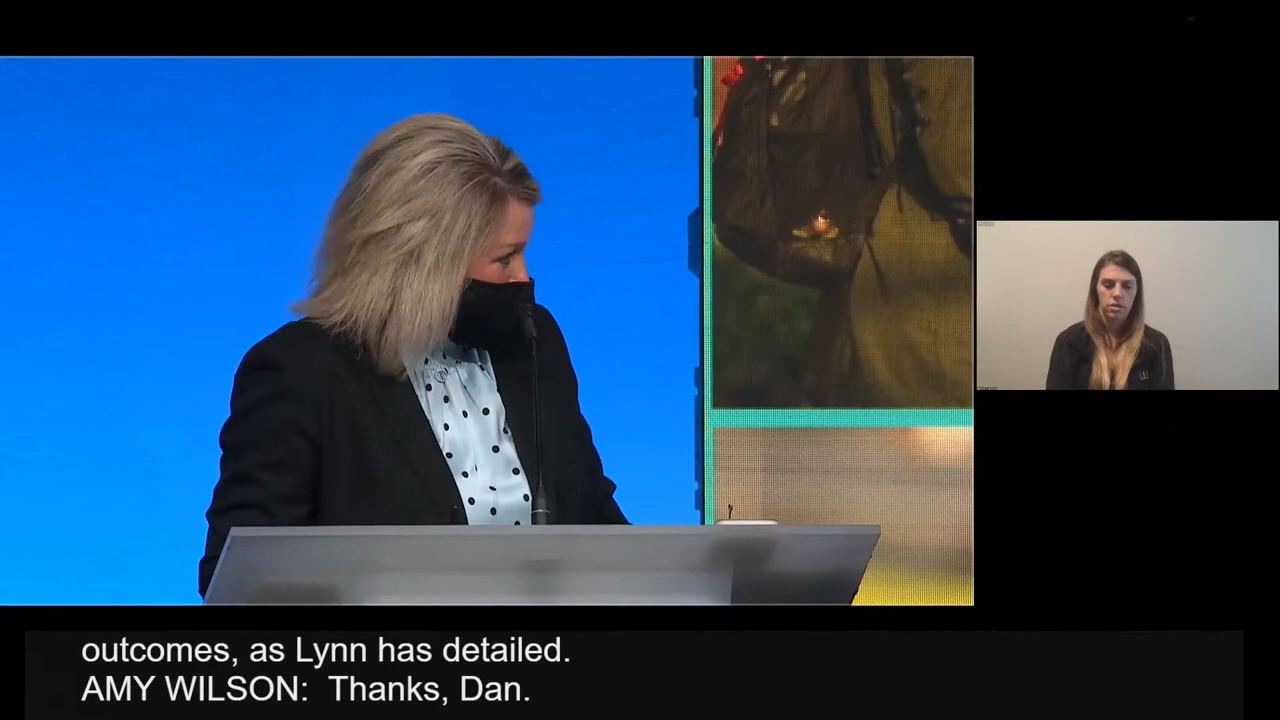 outcomes, as Lynn has detailed.
AMY WILSON:  Thanks, Dan.